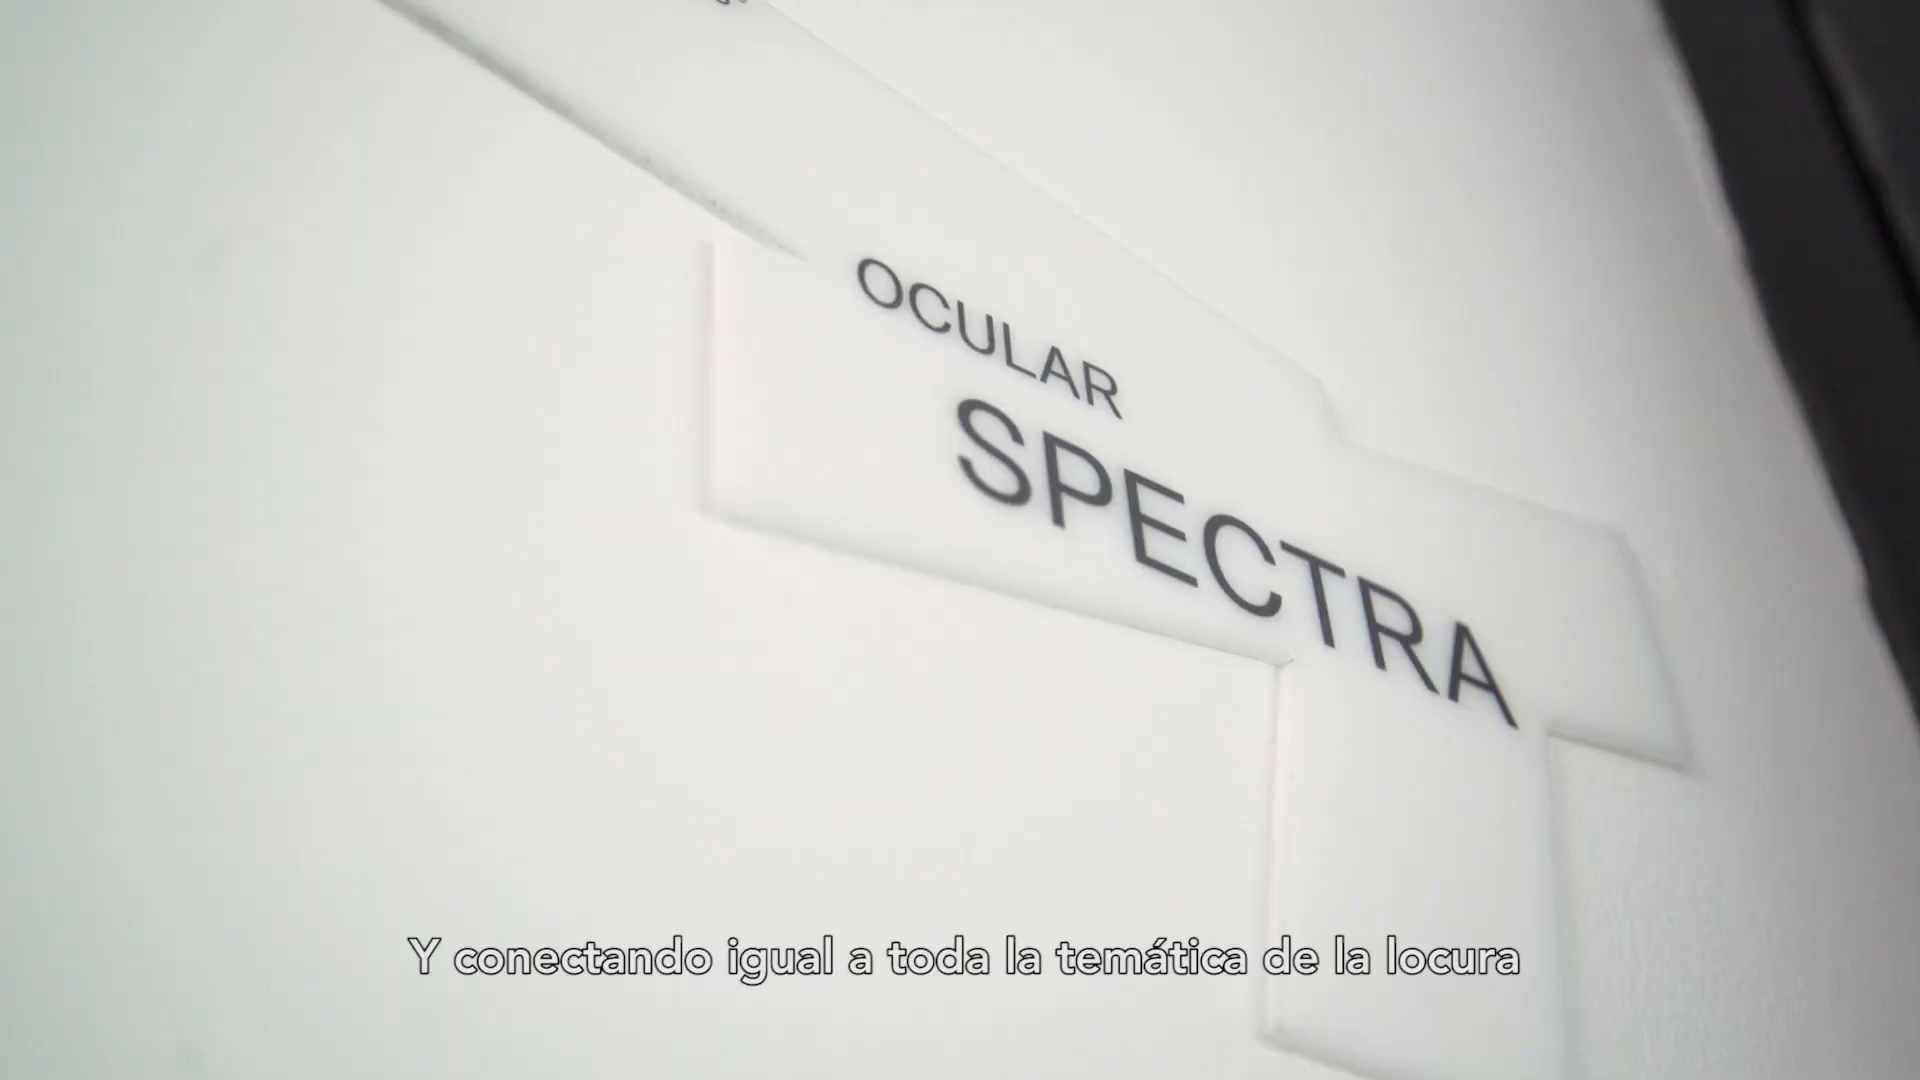 OCULAR
SPECTRA
Y conectando igual a toda la temática de la locura